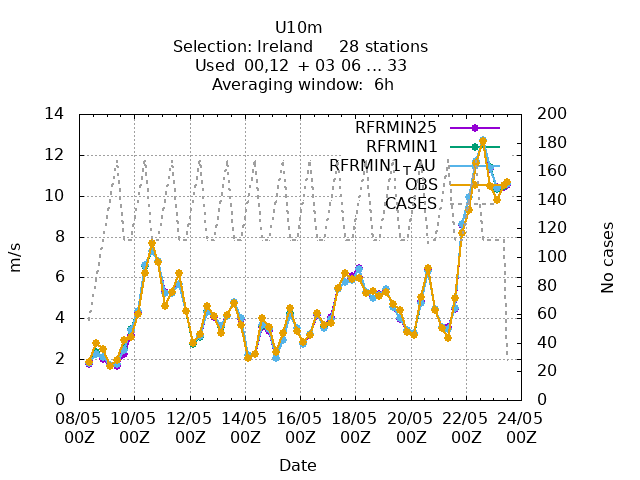 U10m
Selection: Ireland 28 stations
Used 00,12 + 03 06 ... 33
Averaging window: 6h
14
12
10
8
6
4
2
0
m/s
200
180
160
140
120
100
80
60
40
20
0
No cases
RFRMIN25
RFRMIN1
RFRMIN1+AU
OBS
CASES
08/05 10/05 12/05 14/05 16/05 18/05 20/05 22/05 24/05
00Z 00Z 00Z 00Z 00Z 00Z 00Z 00Z 00Z
Date